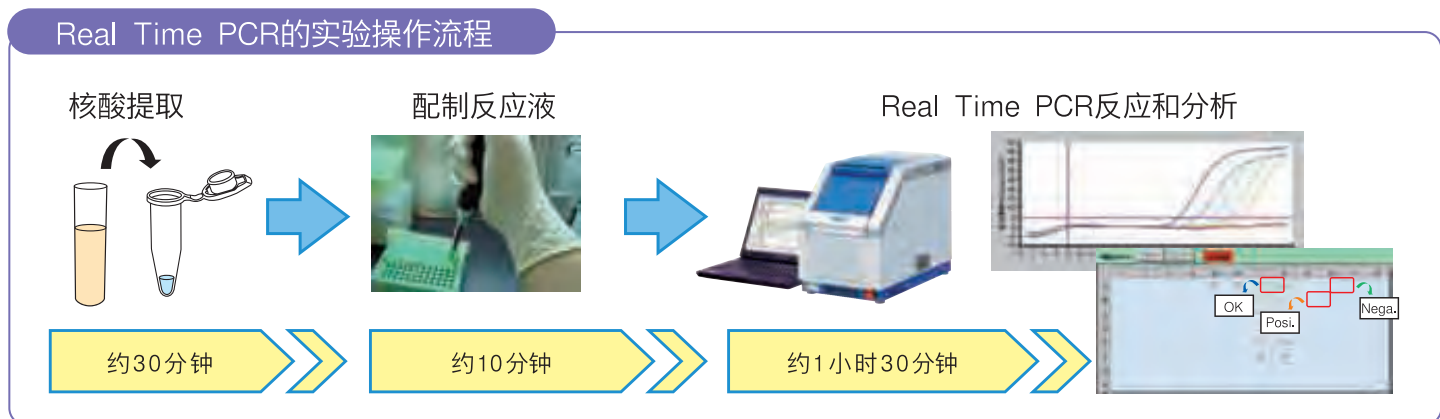 Real Time PCR的实验操作流程
核酸提取
配制反应液
Real Time PCR反应和分析
OK
Posi.
Nega.
约30分钟
约10分钟
约1小时30分钟